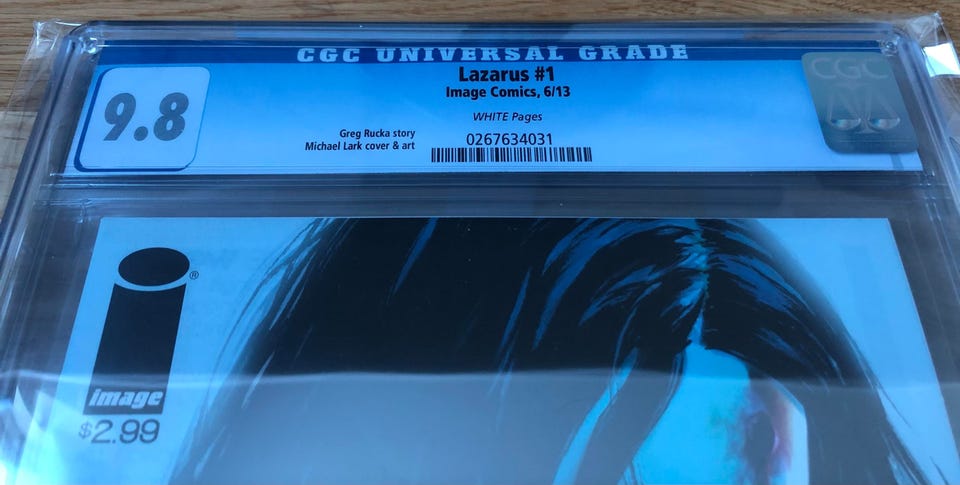 CGC UNIVERSAL GRADE
9.8
Lazarus #1
Image Comics, 6/13
WHITE Pages
Greg Rucka story
Michael Lark cover & art
0267634031
CGC
®
image
$2.99